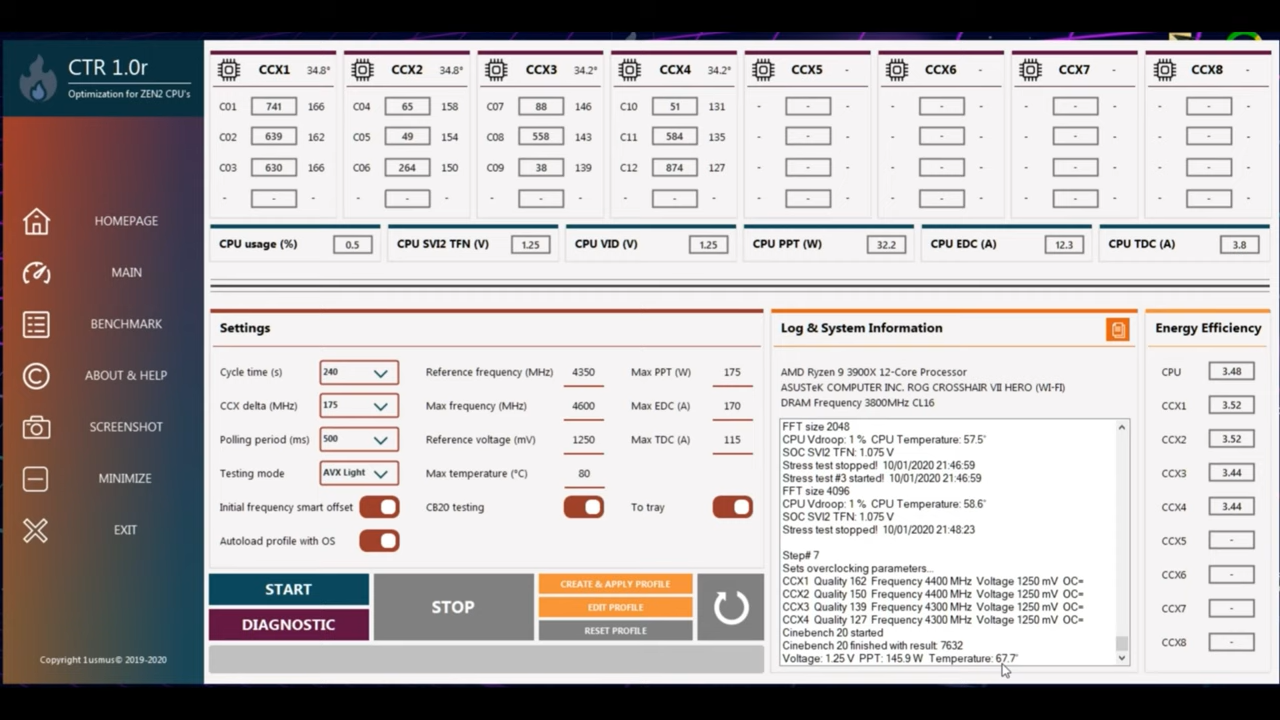 CTR 1.0r
Optimization for ZEN2 CPU's
HOMEPAGE
MAIN
BENCHMARK
ABOUT & HELP
SCREENSHOT
MINIMIZE
EXIT
Copyright 1usmus© 2019-2020
CCX1 34.8° CCX2 34.8° CCX3 34.2° CCX4 34.2° CCX5 - CCX6 - CCX7 - CCX8 -
C01 741 166 C04 65 158 C07 88 146 C10 51 131 - - - - - - - - - - - -
C02 639 162 C05 49 154 C08 558 143 C11 584 135 - - - - - - - - - - - -
C03 630 166 C06 264 150 C09 38 139 C12 874 127 - - - - - - - - - - - -
- - - - - - - - - - - - - - - - - - - - - - - -
CPU usage (%) 0.5 CPU SVI2 TFN (V) 1.25 CPU VID (V) 1.25 CPU PPT (W) 32.2 CPU EDC (A) 12.3 CPU TDC (A) 3.8
Settings
Cycle time (s) 240 Reference frequency (MHz) 4350 Max PPT (W) 175
CCX delta (MHz) 175 Max frequency (MHz) 4600 Max EDC (A) 170
Polling period (ms) 500 Reference voltage (mV) 1250 Max TDC (A) 115
Testing mode AVX Light Max temperature (°C) 80
Initial frequency smart offset CB20 testing To tray
Autoload profile with OS
START
DIAGNOSTIC
STOP
CREATE & APPLY PROFILE
EDIT PROFILE
RESET PROFILE
Log & System Information
AMD Ryzen 9 3900X 12-Core Processor
ASUSTeK COMPUTER INC. ROG CROSSHAIR VII HERO (WI-FI)
DRAM Frequency 3800MHz CL16
FFT size 2048
CPU Vdroop: 1 % CPU Temperature: 57.5°
SOC SVI2 TFN: 1.075 V
Stress test stopped! 10/01/2020 21:46:59
Stress test #3 started! 10/01/2020 21:46:59
FFT size 4096
CPU Vdroop: 1 % CPU Temperature: 58.6°
SOC SVI2 TFN: 1.075 V
Stress test stopped! 10/01/2020 21:48:23
Step# 7
Sets overclocking parameters...
CCX1 Quality 162 Frequency 4400 MHz Voltage 1250 mV OC=
CCX2 Quality 150 Frequency 4400 MHz Voltage 1250 mV OC=
CCX3 Quality 139 Frequency 4300 MHz Voltage 1250 mV OC=
CCX4 Quality 127 Frequency 4300 MHz Voltage 1250 mV OC=
Cinebench 20 started
Cinebench 20 finished with result: 7632
Voltage: 1.25 V PPT: 145.9 W Temperature: 67.7°
Energy Efficiency
CPU 3.48
CCX1 3.52
CCX2 3.52
CCX3 3.44
CCX4 3.44
CCX5 -
CCX6 -
CCX7 -
CCX8 -